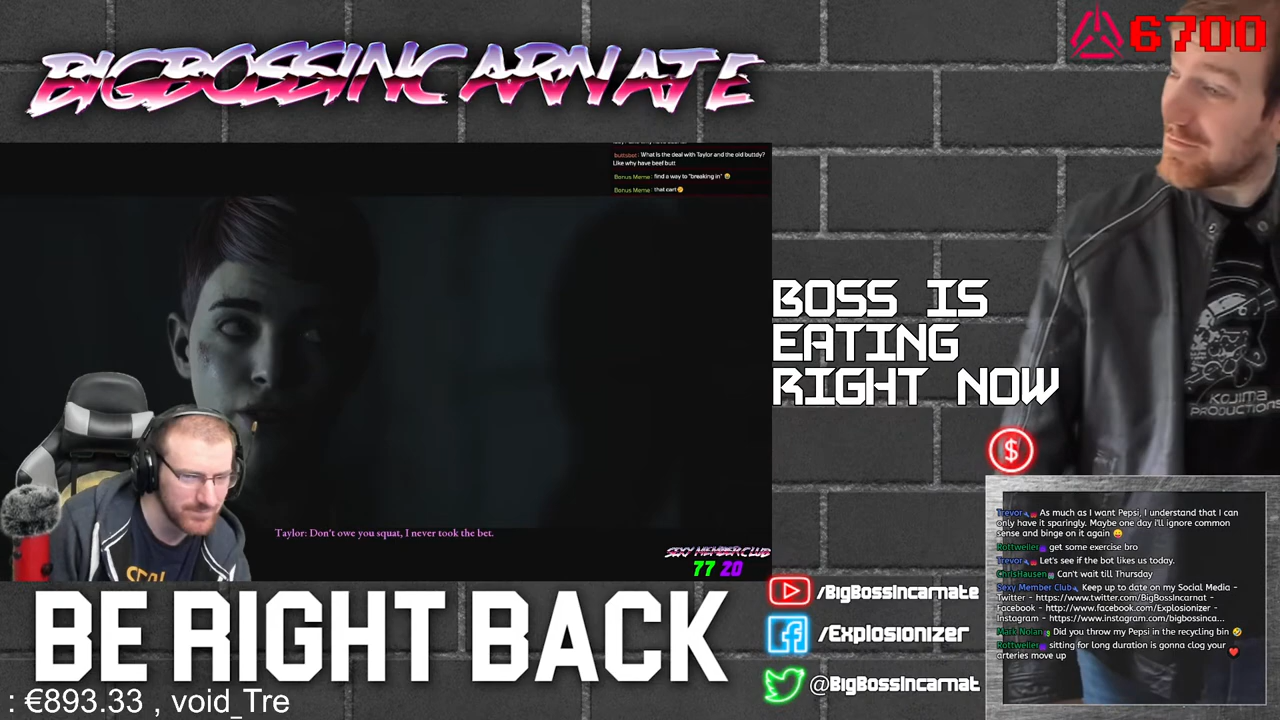 BIGBOSSINCARNATE
6700
buttsbot: What Is the deal with Taylor and the old buttdy?
LIke why have beef butt
Bonus Meme: find a way to "breaking in"
Bonus Meme: that cart
BOSS IS
EATING
RIGHT NOW
KOJIMA
PRODUCTIONS
$
Taylor: Don't owe you squat, I never took the bet.
SEXY MEMBER CLUB
77 20
Trevor: As much as I want Pepsi, I understand that I can
only have it sparingly. Maybe one day i'll ignore common
sense and binge on it again
Rottweiler get some exercise bro
Trevor: Let's see if the bot likes us today.
ChrisHausen Can't wait till Thursday
Sexy Member Club Keep up to date on my Social Media -
Twitter - https://www.twitter.com/BigBossIncarnat -
Facebook - http://www.facebook.com/Explosionizer -
Instagram - https://www.instagram.com/bigbossinca...
Mark Nolan Did you throw my Pepsi in the recycling bin
Rottweiler sitting for long duration is gonna clog your
arteries move up
BE RIGHT BACK
/BigBossIncarnate
/Explosionizer
@BigBossIncarnat
: €893.33 , void_Tre